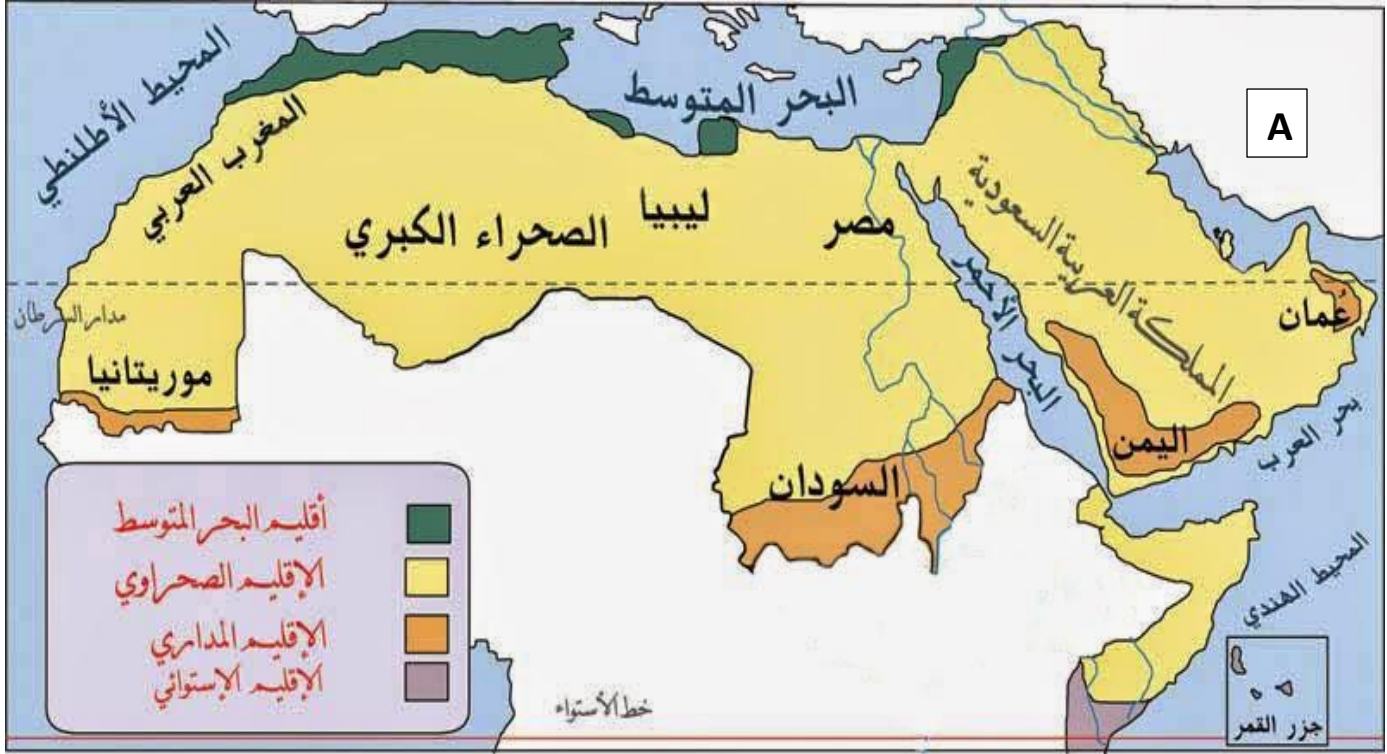 المحيط الأطلنطي
البحر المتوسط
A
المغرب العربي
الصحراء الكبري
ليبيا
مصر
المملكة العربية السعودية
البحر الأحمر
مدار السرطان
عُمان
موريتانيا
اليمن
بحر العرب
السودان
أقليم البحر المتوسط
الإقليم الصحراوي
الإقليم المداري
الإقليم الإستوائي
المحيط الهندي
خط الأستواء
جزر القمر